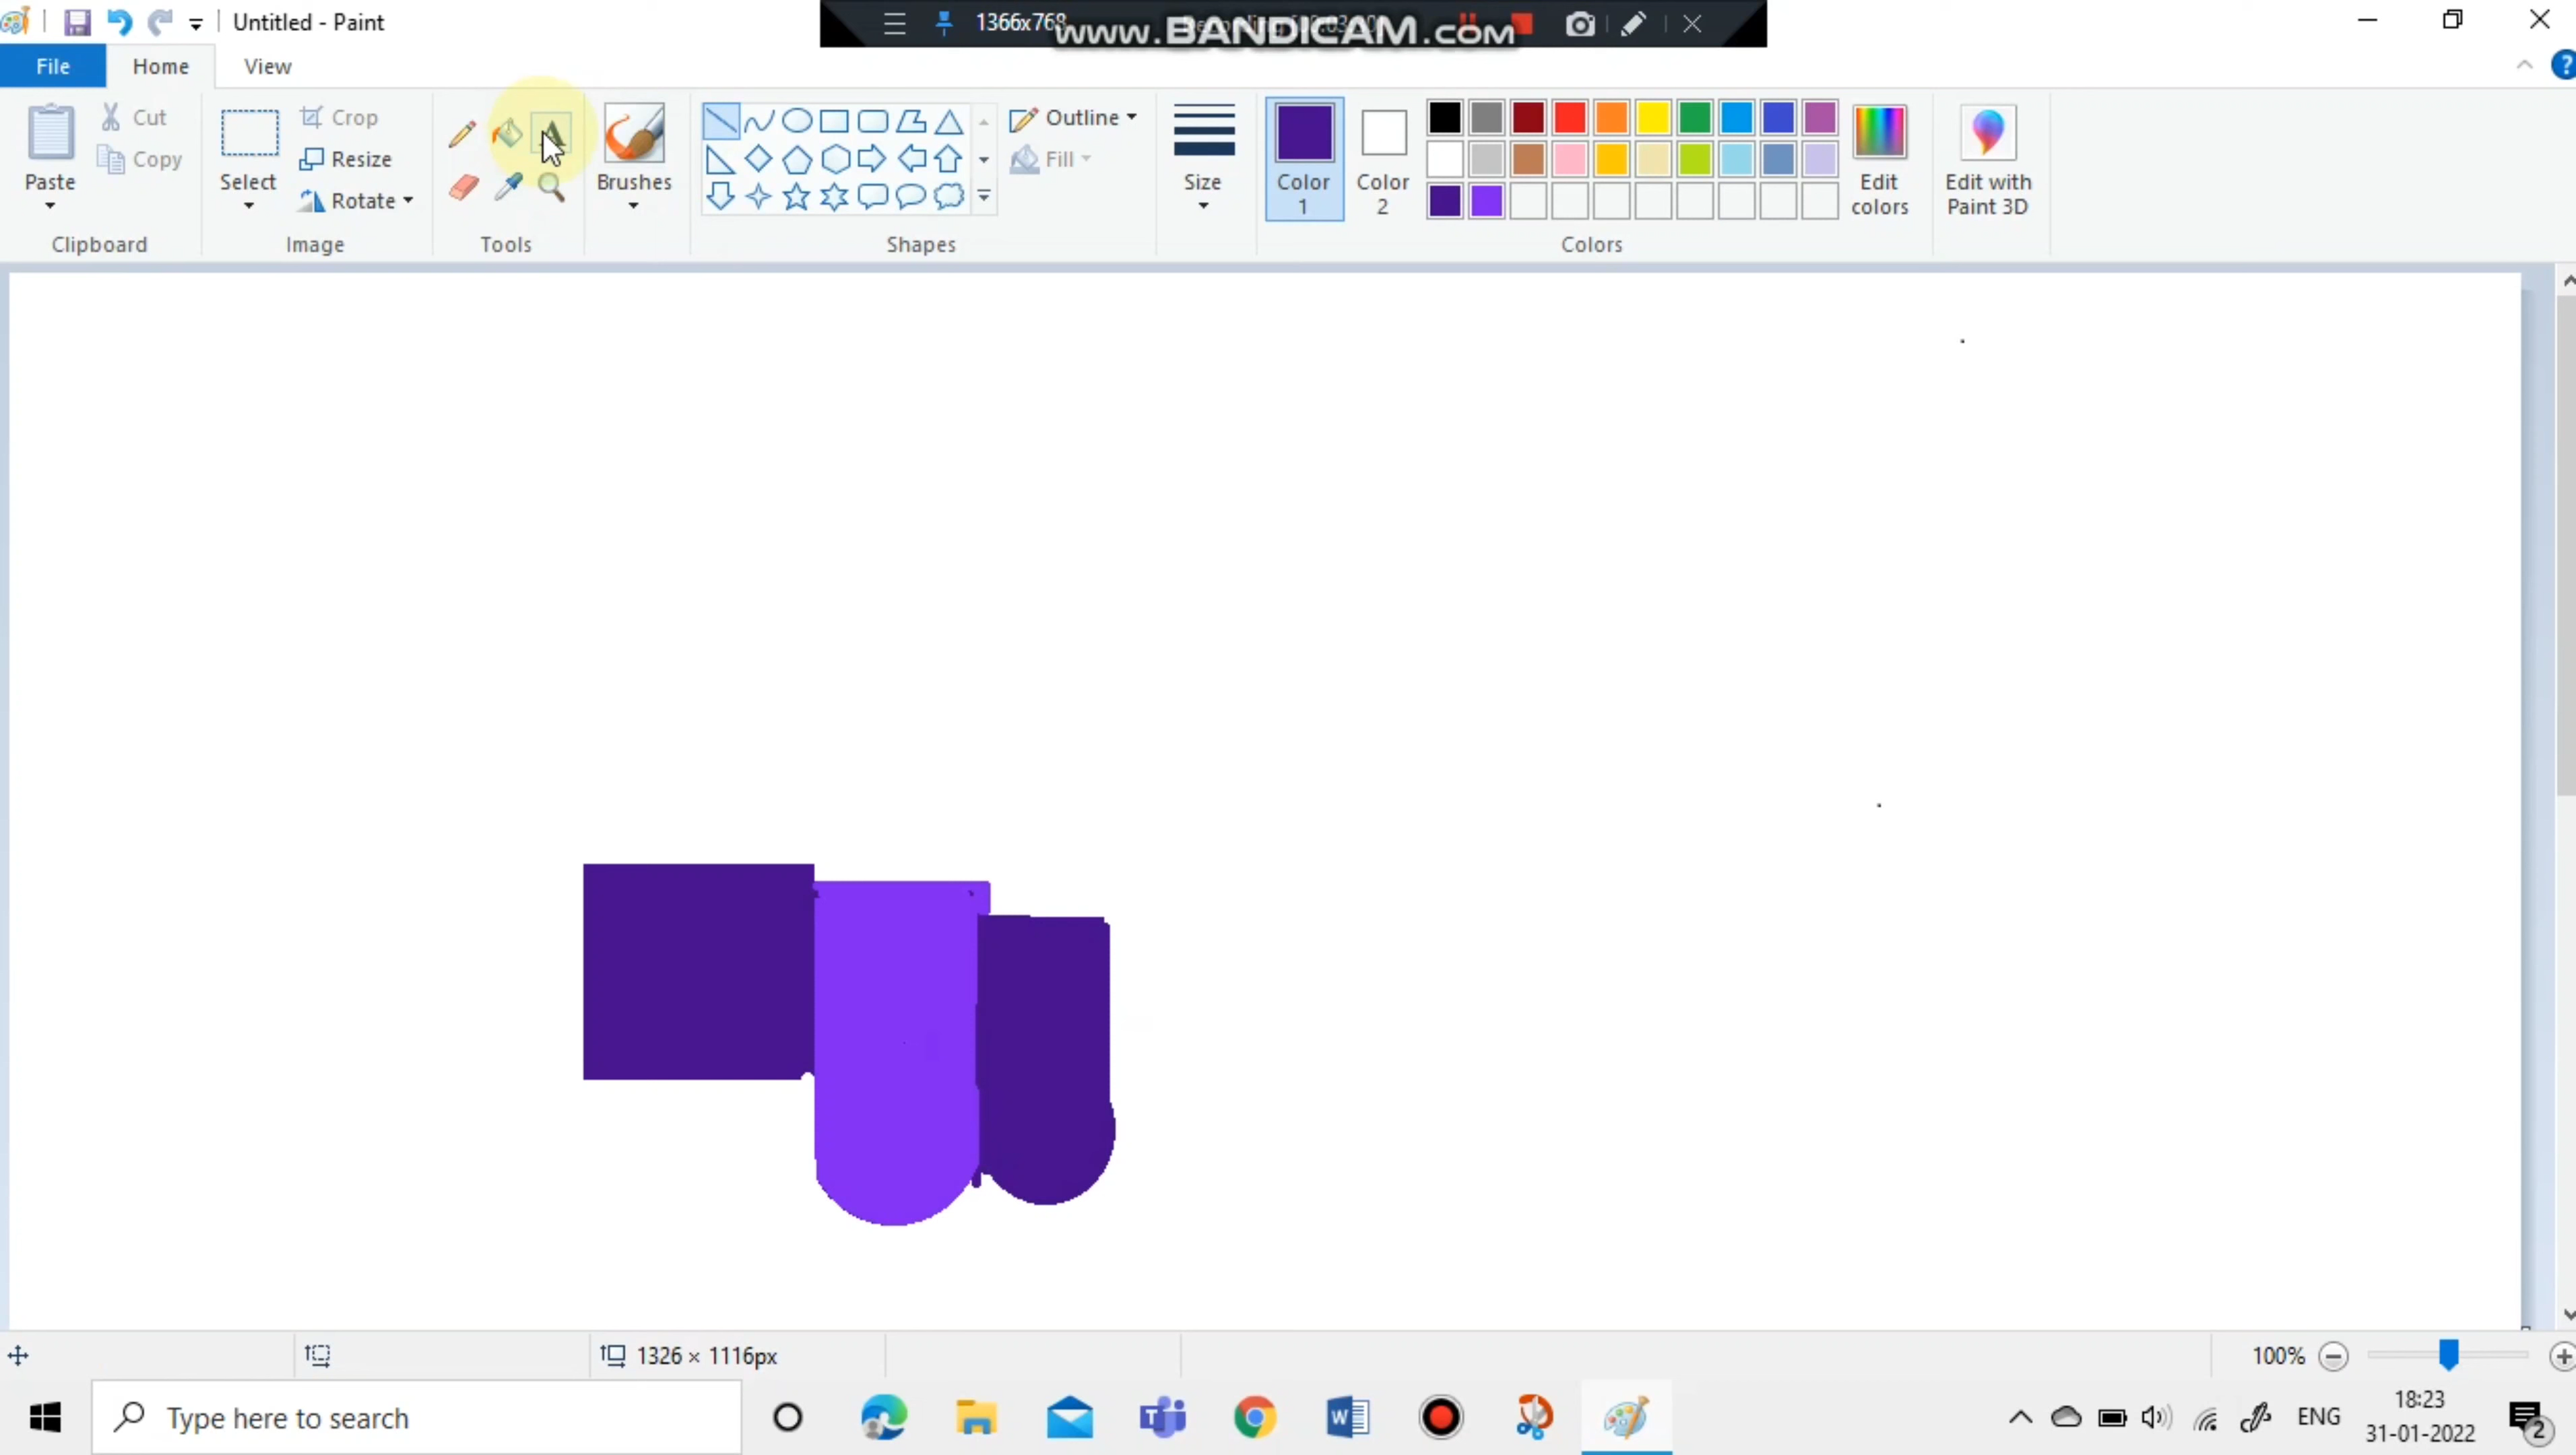 Untitled - Paint
1366x768
www.BANDICAM.com
File
Home
View
Paste
Cut
Copy
Clipboard
Select
Crop
Resize
Rotate
Image
Tools
Brushes
Shapes
Outline
Fill
Size
Color 1
Color 2
Edit colors
Edit with Paint 3D
Colors
1326 × 1116px
100%
Type here to search
ENG
18:23
31-01-2022
2